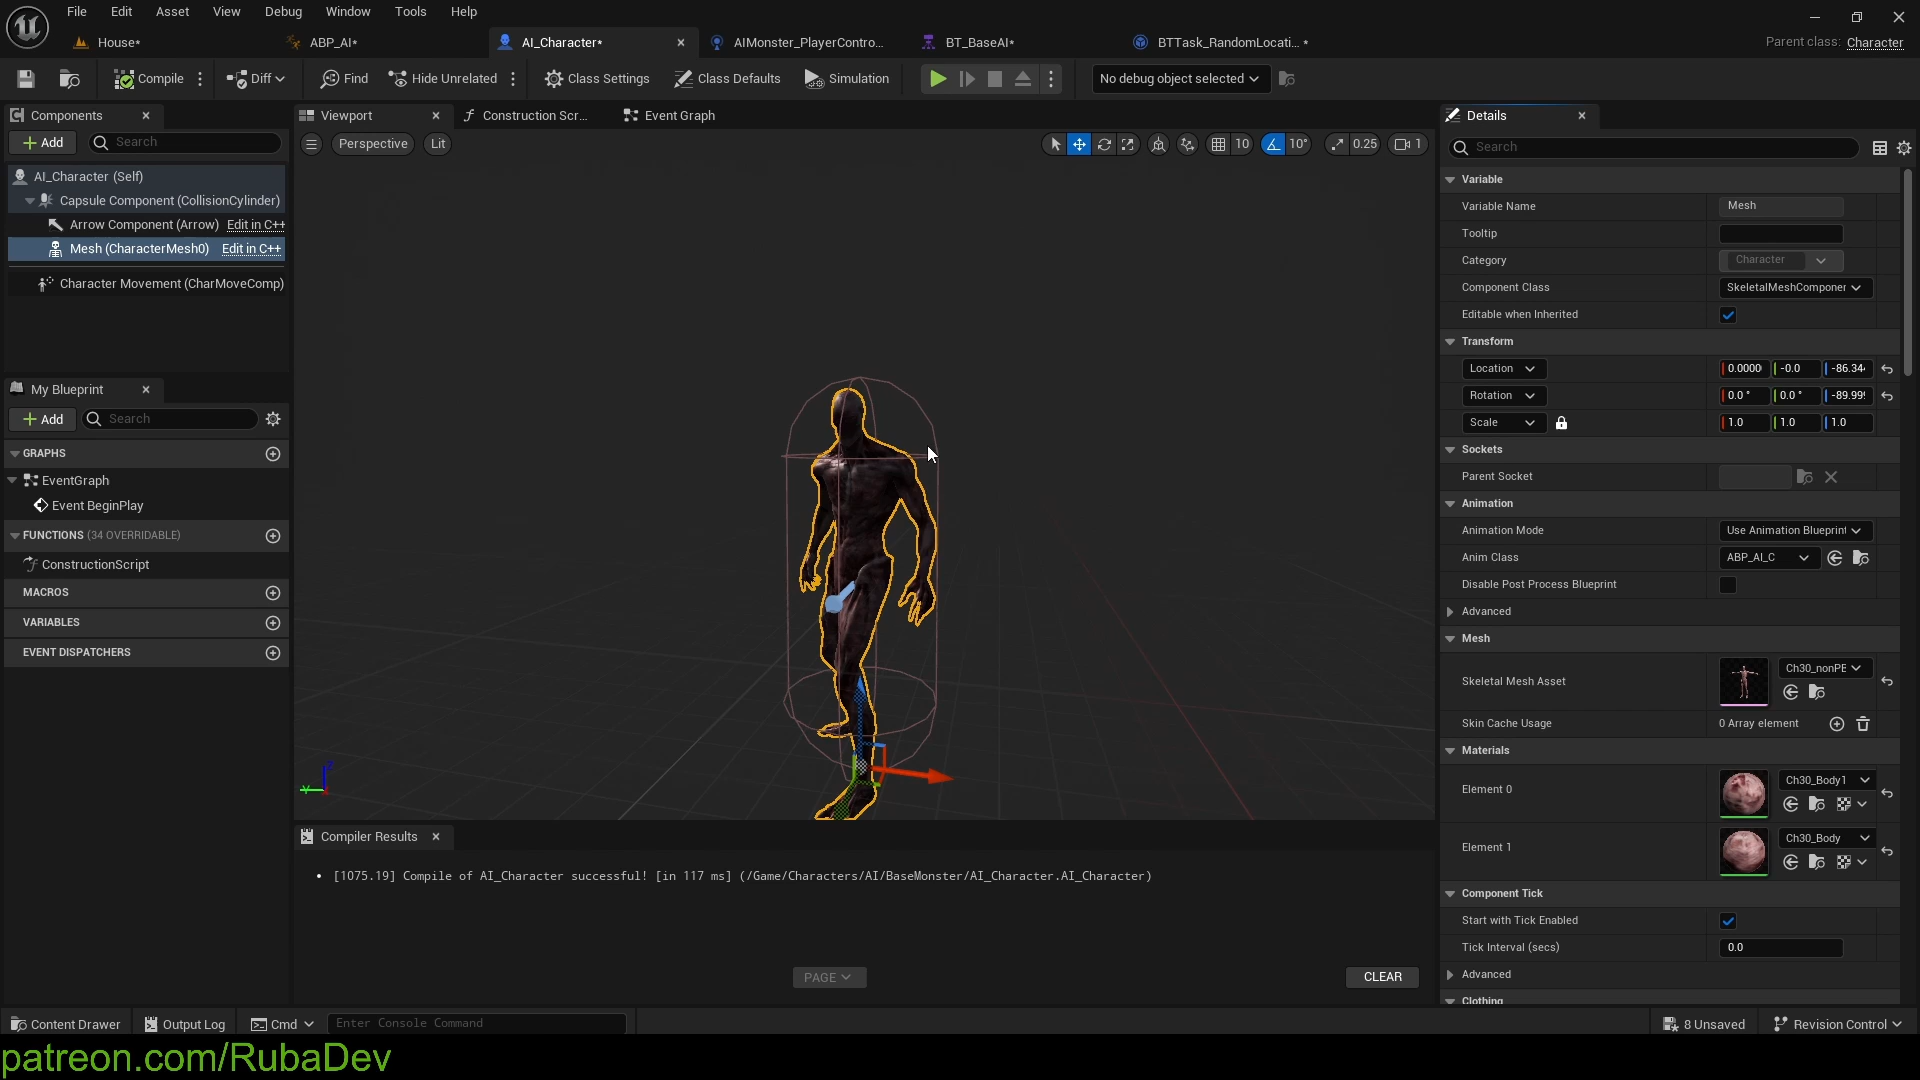 File Edit Asset View Debug Window Tools Help
House* ABP_AI* AI_Character* AIMonster_PlayerContro... BT_BaseAI* BTTask_RandomLocati... * Parent class: Character
Compile Diff Find Hide Unrelated Class Settings Class Defaults Simulation No debug object selected
Components Viewport Construction Scr... Event Graph Details
Add Search Perspective Lit 10 10° 0.25 1 Search
AI_Character (Self)
Capsule Component (CollisionCylinder)
Arrow Component (Arrow) Edit in C++
Mesh (CharacterMesh0) Edit in C++
Character Movement (CharMoveComp)
My Blueprint
Add Search
GRAPHS
EventGraph
Event BeginPlay
FUNCTIONS (34 OVERRIDABLE)
ConstructionScript
MACROS
VARIABLES
EVENT DISPATCHERS
Z
Y
Variable
Variable Name Mesh
Tooltip
Category Character
Component Class SkeletalMeshComponer
Editable when Inherited
Transform
Location 0.0000 -0.0 -86.34
Rotation 0.0 ° 0.0 ° -89.99
Scale 1.0 1.0 1.0
Sockets
Parent Socket
Animation
Animation Mode Use Animation Blueprint
Anim Class ABP_AI_C
Disable Post Process Blueprint
Advanced
Mesh
Skeletal Mesh Asset Ch30_nonPE
Skin Cache Usage 0 Array element
Materials
Element 0 Ch30_Body1
Element 1 Ch30_Body
Component Tick
Start with Tick Enabled
Tick Interval (secs) 0.0
Advanced
Clothing
Compiler Results
• [1075.19] Compile of AI_Character successful! [in 117 ms] (/Game/Characters/AI/BaseMonster/AI_Character.AI_Character)
PAGE CLEAR
Content Drawer Output Log Cmd Enter Console Command 8 Unsaved Revision Control
patreon.com/RubaDev